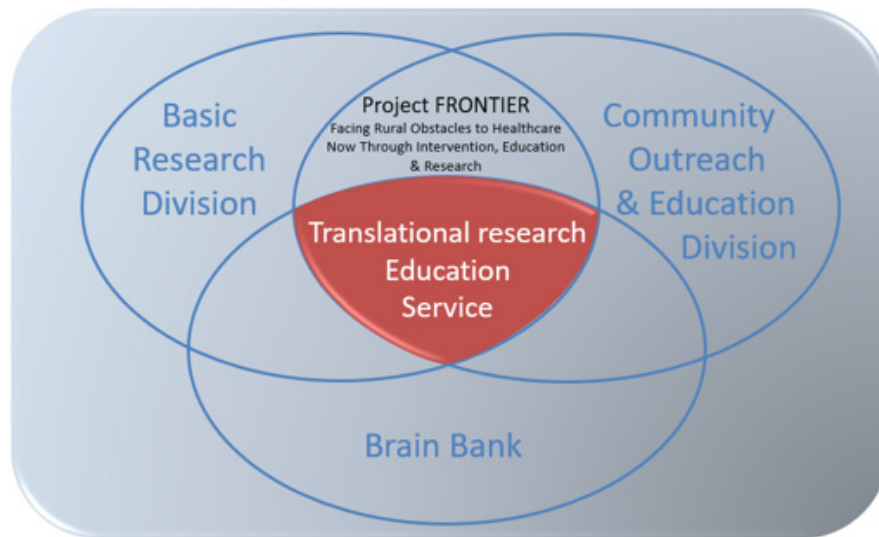 Basic
Research
Division
Project FRONTIER
Facing Rural Obstacles to Healthcare
Now Through Intervention, Education
& Research
Community
Outreach
& Education
Division
Translational research
Education
Service
Brain Bank